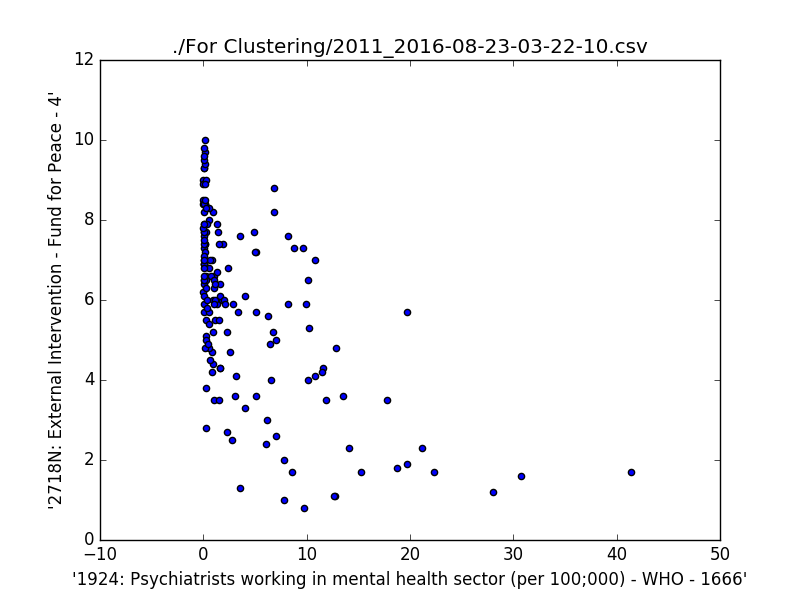 ./For Clustering/2011_2016-08-23-03-22-10.csv
12
10
8
6
4
2
0
'2718N: External Intervention - Fund for Peace - 4'
−10 0 10 20 30 40 50
'1924: Psychiatrists working in mental health sector (per 100;000) - WHO - 1666'